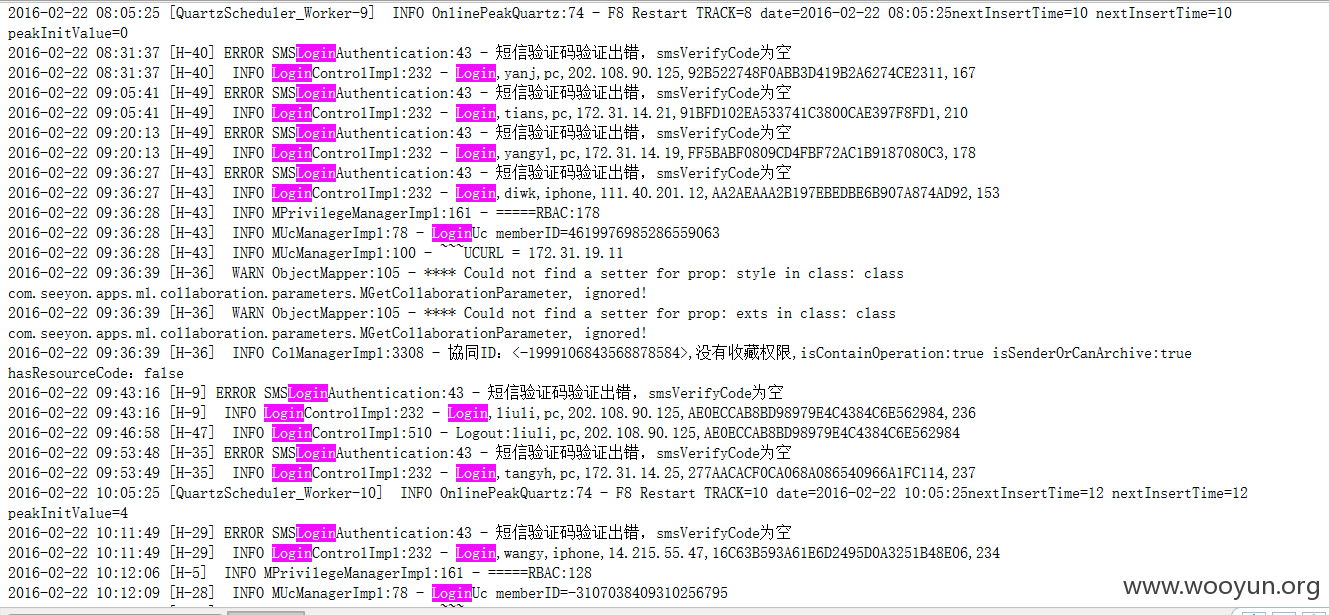 2016-02-22 08:05:25 [QuartzScheduler_Worker-9]  INFO OnlinePeakQuartz:74 - F8 Restart TRACK=8 date=2016-02-22 08:05:25nextInsertTime=10 nextInsertTime=10
peakInitValue=0
2016-02-22 08:31:37 [H-40] ERROR SMSLoginAuthentication:43 - 短信验证码验证出错，smsVerifyCode为空
2016-02-22 08:31:37 [H-40]  INFO LoginControlImpl:232 - Login,yanj,pc,202.108.90.125,92B522748F0ABB3D419B2A6274CE2311,167
2016-02-22 09:05:41 [H-49] ERROR SMSLoginAuthentication:43 - 短信验证码验证出错，smsVerifyCode为空
2016-02-22 09:05:41 [H-49]  INFO LoginControlImpl:232 - Login,tians,pc,172.31.14.21,91BFD102EA533741C3800CAE397F8FD1,210
2016-02-22 09:20:13 [H-49] ERROR SMSLoginAuthentication:43 - 短信验证码验证出错，smsVerifyCode为空
2016-02-22 09:20:13 [H-49]  INFO LoginControlImpl:232 - Login,yangyl,pc,172.31.14.19,FF5BABF0809CD4FBF72AC1B9187080C3,178
2016-02-22 09:36:27 [H-43] ERROR SMSLoginAuthentication:43 - 短信验证码验证出错，smsVerifyCode为空
2016-02-22 09:36:27 [H-43]  INFO LoginControlImpl:232 - Login,diwk,iphone,111.40.201.12,AA2AEAAA2B197EBEDBE6B907A874AD92,153
2016-02-22 09:36:28 [H-43]  INFO MPrivilegeManagerImpl:161 - =====RBAC:178
2016-02-22 09:36:28 [H-43]  INFO MUcManagerImpl:78 - LoginUc memberID=4619976985286559063
2016-02-22 09:36:28 [H-43]  INFO MUcManagerImpl:100 - ~~~UCURL = 172.31.19.11
2016-02-22 09:36:39 [H-36]  WARN ObjectMapper:105 - **** Could not find a setter for prop: style in class: class
com.seeyon.apps.ml.collaboration.parameters.MGetCollaborationParameter, ignored!
2016-02-22 09:36:39 [H-36]  WARN ObjectMapper:105 - **** Could not find a setter for prop: exts in class: class
com.seeyon.apps.ml.collaboration.parameters.MGetCollaborationParameter, ignored!
2016-02-22 09:36:39 [H-36]  INFO ColManagerImpl:3308 - 協同ID：<-1999106843568878584>,没有收藏权限,isContainOperation:true isSenderOrCanArchive:true
hasResourceCode：false
2016-02-22 09:43:16 [H-9] ERROR SMSLoginAuthentication:43 - 短信验证码验证出错，smsVerifyCode为空
2016-02-22 09:43:16 [H-9]  INFO LoginControlImpl:232 - Login,liuli,pc,202.108.90.125,AE0ECCAB8BD98979E4C4384C6E562984,236
2016-02-22 09:46:58 [H-47]  INFO LoginControlImpl:510 - Logout:liuli,pc,202.108.90.125,AE0ECCAB8BD98979E4C4384C6E562984
2016-02-22 09:53:48 [H-35] ERROR SMSLoginAuthentication:43 - 短信验证码验证出错，smsVerifyCode为空
2016-02-22 09:53:49 [H-35]  INFO LoginControlImpl:232 - Login,tangyh,pc,172.31.14.25,277AACACF0CA068A086540966A1FC114,237
2016-02-22 10:05:25 [QuartzScheduler_Worker-10]  INFO OnlinePeakQuartz:74 - F8 Restart TRACK=10 date=2016-02-22 10:05:25nextInsertTime=12 nextInsertTime=12
peakInitValue=4
2016-02-22 10:11:49 [H-29] ERROR SMSLoginAuthentication:43 - 短信验证码验证出错，smsVerifyCode为空
2016-02-22 10:11:49 [H-29]  INFO LoginControlImpl:232 - Login,wangy,iphone,14.215.55.47,16C63B593A61E6D2495D0A3251B48E06,234
2016-02-22 10:12:06 [H-5]  INFO MPrivilegeManagerImpl:161 - =====RBAC:128
2016-02-22 10:12:09 [H-28]  INFO MUcManagerImpl:78 - LoginUc memberID=-3107038409310256795
www.wooyun.org